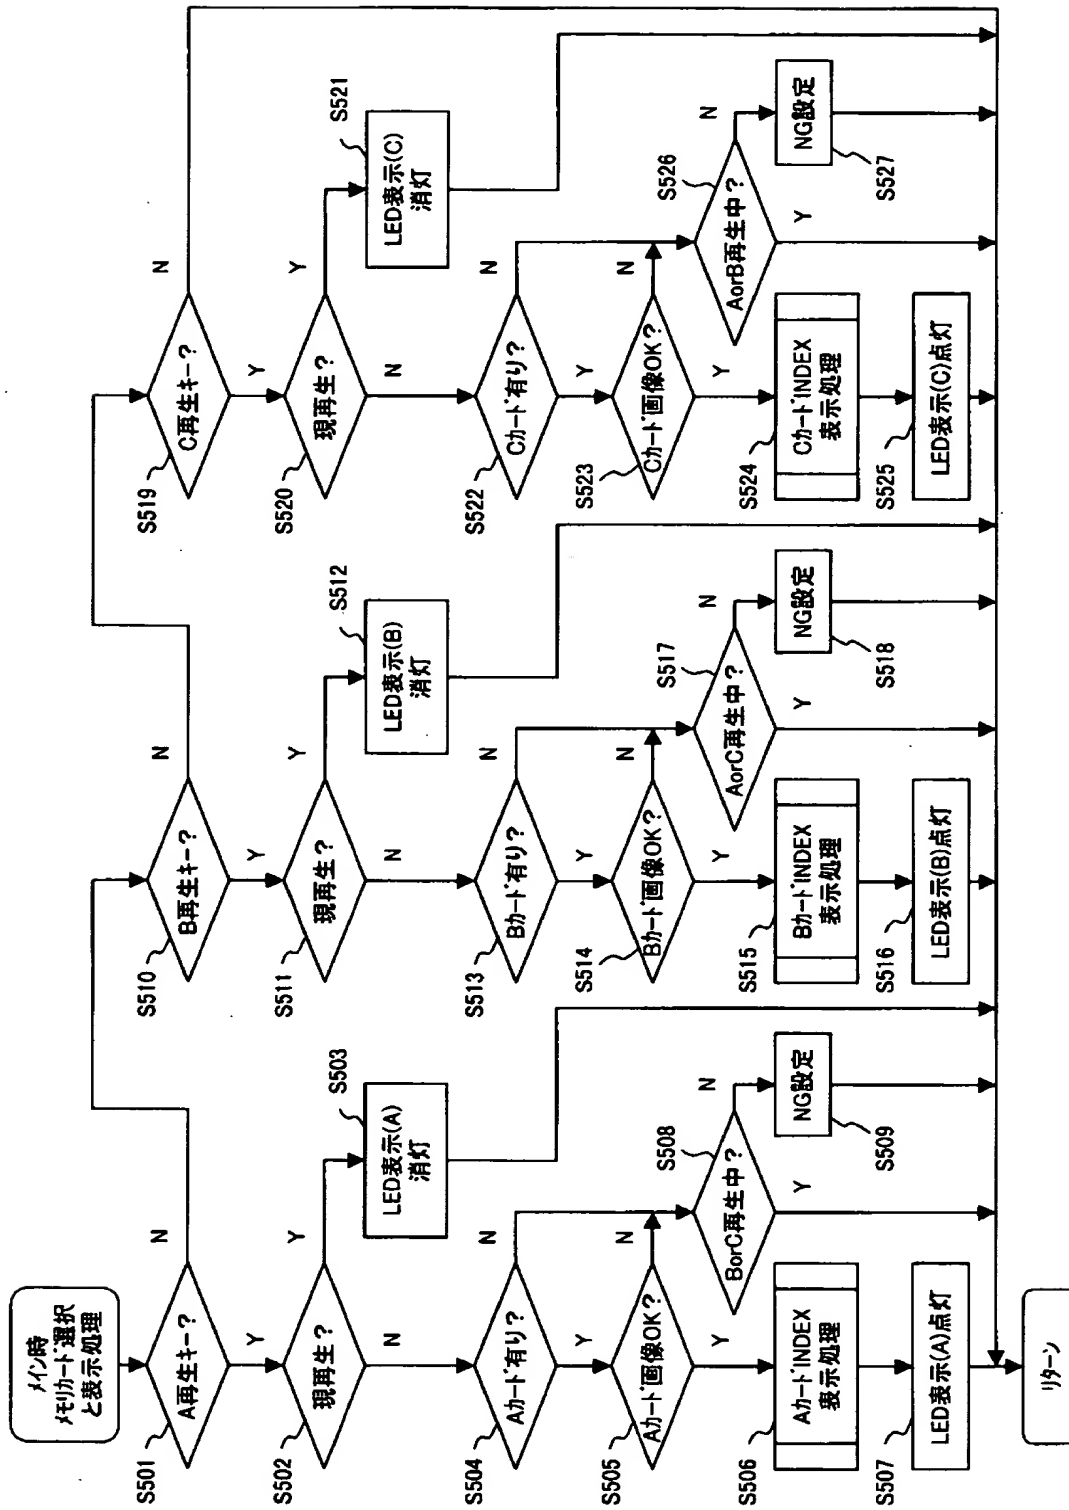 メイン時
メモリカード選択
と表示処理
S501
A再生キー?
N
Y
S502
現再生?
Y
N
S503
LED表示(A)
消灯
S504
Aカード有り?
N
Y
S505
Aカード画像OK?
N
Y
S506
AカードINDEX
表示処理
S507
LED表示(A)点灯
S508
BorC再生中?
N
Y
NG設定
S509
S510
B再生キー?
N
Y
S511
現再生?
Y
N
S512
LED表示(B)
消灯
S513
Bカード有り?
N
Y
S514
Bカード画像OK?
N
Y
S515
BカードINDEX
表示処理
S516
LED表示(B)点灯
S517
AorC再生中?
N
Y
NG設定
S518
S519
C再生キー?
N
Y
S520
現再生?
Y
N
S521
LED表示(C)
消灯
S522
Cカード有り?
N
Y
S523
Cカード画像OK?
N
Y
S524
CカードINDEX
表示処理
S525
LED表示(C)点灯
S526
AorB再生中?
N
Y
NG設定
S527
リターン